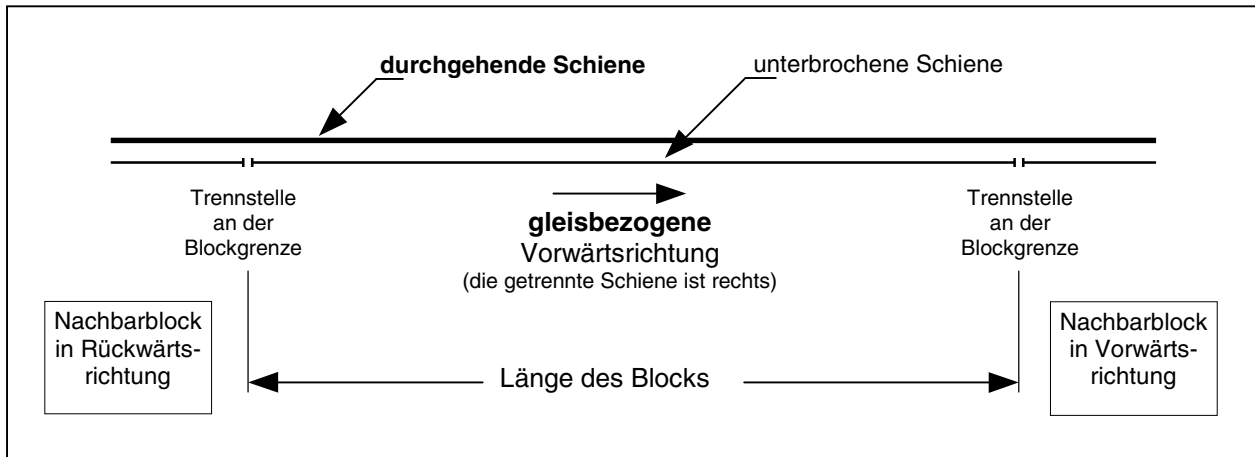 durchgehende Schiene
unterbrochene Schiene
Trennstelle
an der
Blockgrenze
gleisbezogene
Vorwärtsrichtung
(die getrennte Schiene ist rechts)
Trennstelle
an der
Blockgrenze
Nachbarblock
in Rückwärts-
richtung
Länge des Blocks
Nachbarblock
in Vorwärts-
richtung